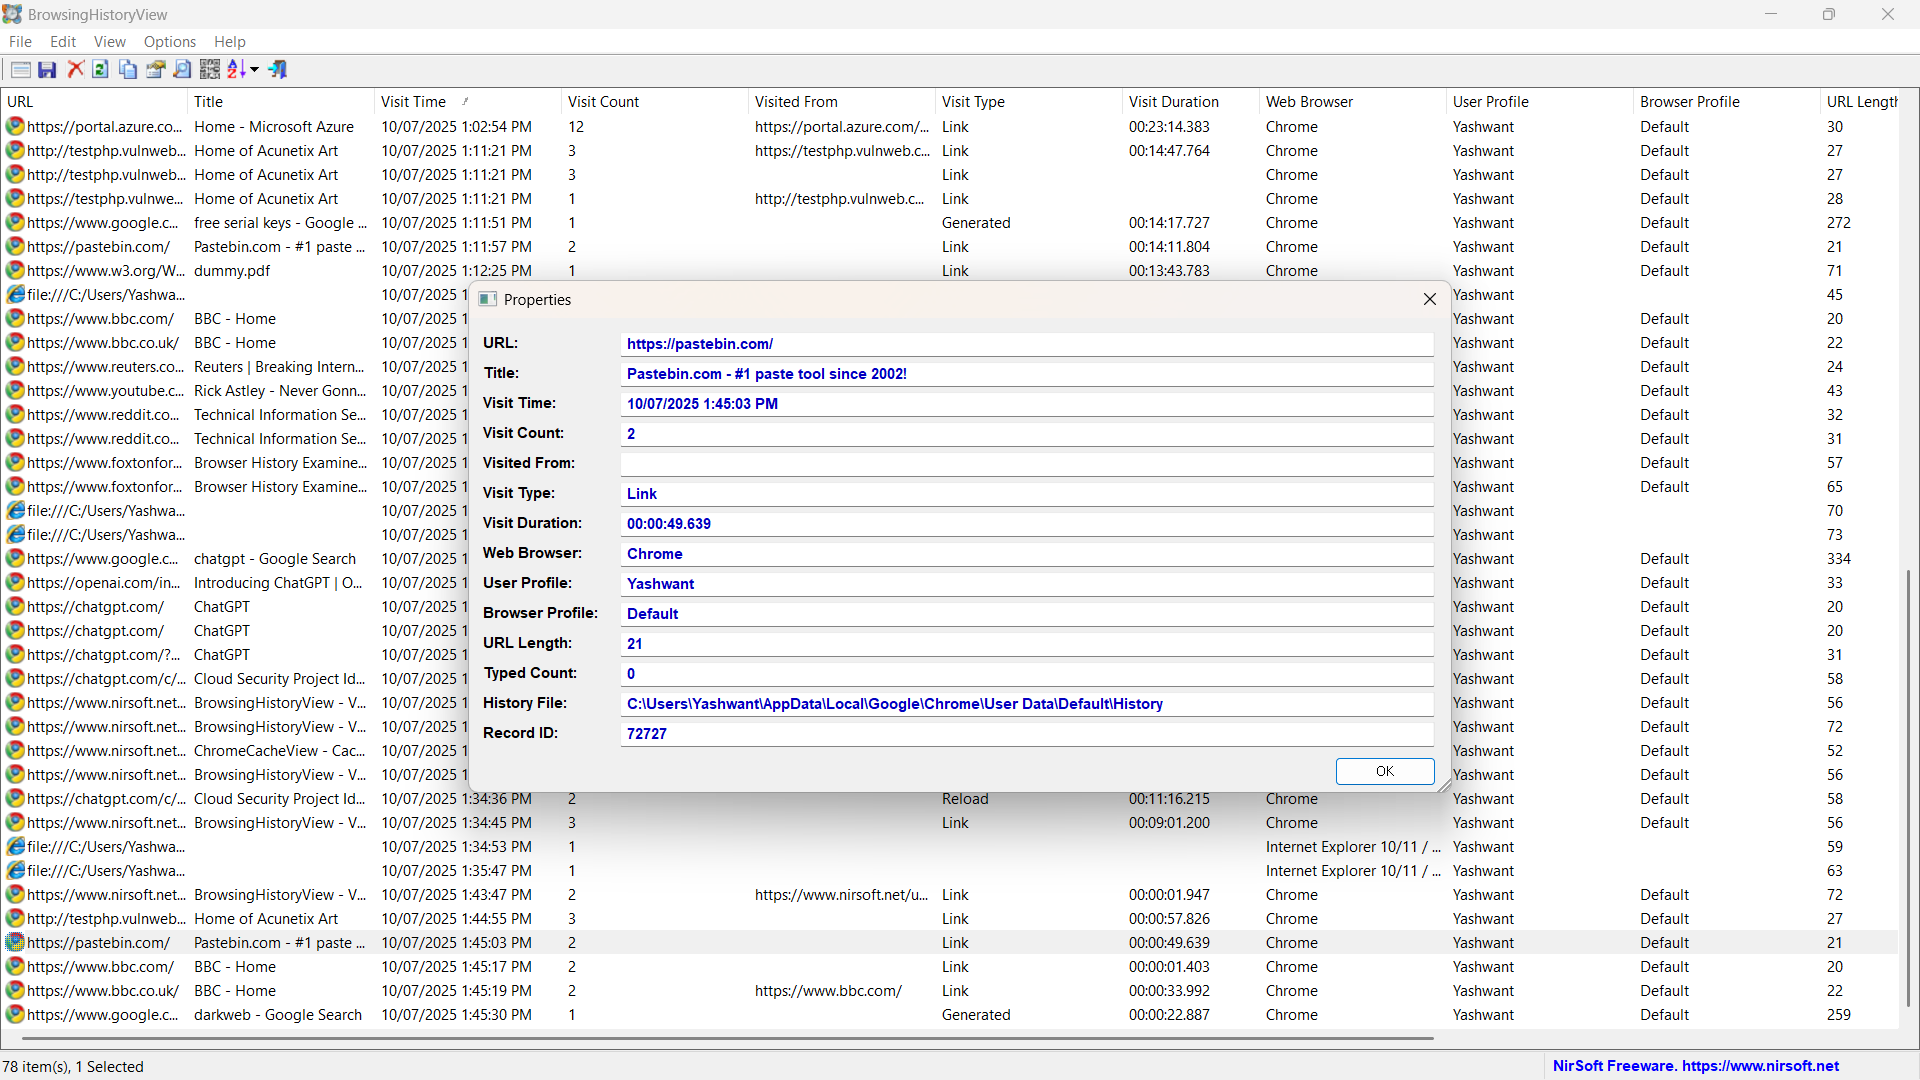 BrowsingHistoryView
File Edit View Options Help
URL Title Visit Time Visit Count Visited From Visit Type Visit Duration Web Browser User Profile Browser Profile URL Length
https://portal.azure.co... Home - Microsoft Azure 10/07/2025 1:02:54 PM 12 https://portal.azure.com/... Link 00:23:14.383 Chrome Yashwant Default 30
http://testphp.vulnweb... Home of Acunetix Art 10/07/2025 1:11:21 PM 3 https://testphp.vulnweb.c... Link 00:14:47.764 Chrome Yashwant Default 27
http://testphp.vulnweb... Home of Acunetix Art 10/07/2025 1:11:21 PM 3 Link Chrome Yashwant Default 27
https://testphp.vulnwe... Home of Acunetix Art 10/07/2025 1:11:21 PM 1 http://testphp.vulnweb.c... Link Chrome Yashwant Default 28
https://www.google.c... free serial keys - Google ... 10/07/2025 1:11:51 PM 1 Generated 00:14:17.727 Chrome Yashwant Default 272
https://pastebin.com/ Pastebin.com - #1 paste ... 10/07/2025 1:11:57 PM 2 Link 00:14:11.804 Chrome Yashwant Default 21
https://www.w3.org/W... dummy.pdf 10/07/2025 1:12:25 PM 1 Link 00:13:43.783 Chrome Yashwant Default 71
file:///C:/Users/Yashwa... 10/07/2025 1 Yashwant 45
https://www.bbc.com/ BBC - Home 10/07/2025 1 Yashwant Default 20
https://www.bbc.co.uk/ BBC - Home 10/07/2025 1 Yashwant Default 22
https://www.reuters.co... Reuters | Breaking Intern... 10/07/2025 1 Yashwant Default 24
https://www.youtube.c... Rick Astley - Never Gonn... 10/07/2025 1 Yashwant Default 43
https://www.reddit.co... Technical Information Se... 10/07/2025 1 Yashwant Default 32
https://www.reddit.co... Technical Information Se... 10/07/2025 1 Yashwant Default 31
https://www.foxtonfor... Browser History Examine... 10/07/2025 1 Yashwant Default 57
https://www.foxtonfor... Browser History Examine... 10/07/2025 1 Yashwant Default 65
file:///C:/Users/Yashwa... 10/07/2025 1 Yashwant 70
file:///C:/Users/Yashwa... 10/07/2025 1 Yashwant 73
https://www.google.c... chatgpt - Google Search 10/07/2025 1 Yashwant Default 334
https://openai.com/in... Introducing ChatGPT | O... 10/07/2025 1 Yashwant Default 33
https://chatgpt.com/ ChatGPT 10/07/2025 1 Yashwant Default 20
https://chatgpt.com/ ChatGPT 10/07/2025 1 Yashwant Default 20
https://chatgpt.com/?... ChatGPT 10/07/2025 1 Yashwant Default 31
https://chatgpt.com/c/... Cloud Security Project Id... 10/07/2025 1 Yashwant Default 58
https://www.nirsoft.net... BrowsingHistoryView - V... 10/07/2025 1 Yashwant Default 56
https://www.nirsoft.net... BrowsingHistoryView - V... 10/07/2025 1 Yashwant Default 72
https://www.nirsoft.net... ChromeCacheView - Cac... 10/07/2025 1 Yashwant Default 52
https://www.nirsoft.net... BrowsingHistoryView - V... 10/07/2025 1 Yashwant Default 56
https://chatgpt.com/c/... Cloud Security Project Id... 10/07/2025 1:34:36 PM 2 Reload 00:11:16.215 Chrome Yashwant Default 58
https://www.nirsoft.net... BrowsingHistoryView - V... 10/07/2025 1:34:45 PM 3 Link 00:09:01.200 Chrome Yashwant Default 56
file:///C:/Users/Yashwa... 10/07/2025 1:34:53 PM 1 Internet Explorer 10/11 / ... Yashwant 59
file:///C:/Users/Yashwa... 10/07/2025 1:35:47 PM 1 Internet Explorer 10/11 / ... Yashwant 63
https://www.nirsoft.net... BrowsingHistoryView - V... 10/07/2025 1:43:47 PM 2 https://www.nirsoft.net/u... Link 00:00:01.947 Chrome Yashwant Default 72
http://testphp.vulnweb... Home of Acunetix Art 10/07/2025 1:44:55 PM 3 Link 00:00:57.826 Chrome Yashwant Default 27
https://pastebin.com/ Pastebin.com - #1 paste ... 10/07/2025 1:45:03 PM 2 Link 00:00:49.639 Chrome Yashwant Default 21
https://www.bbc.com/ BBC - Home 10/07/2025 1:45:17 PM 2 Link 00:00:01.403 Chrome Yashwant Default 20
https://www.bbc.co.uk/ BBC - Home 10/07/2025 1:45:19 PM 2 https://www.bbc.com/ Link 00:00:33.992 Chrome Yashwant Default 22
https://www.google.c... darkweb - Google Search 10/07/2025 1:45:30 PM 1 Generated 00:00:22.887 Chrome Yashwant Default 259
Properties
URL: https://pastebin.com/
Title: Pastebin.com - #1 paste tool since 2002!
Visit Time: 10/07/2025 1:45:03 PM
Visit Count: 2
Visited From:
Visit Type: Link
Visit Duration: 00:00:49.639
Web Browser: Chrome
User Profile: Yashwant
Browser Profile: Default
URL Length: 21
Typed Count: 0
History File: C:\Users\Yashwant\AppData\Local\Google\Chrome\User Data\Default\History
Record ID: 72727
OK
78 item(s), 1 Selected
NirSoft Freeware. https://www.nirsoft.net